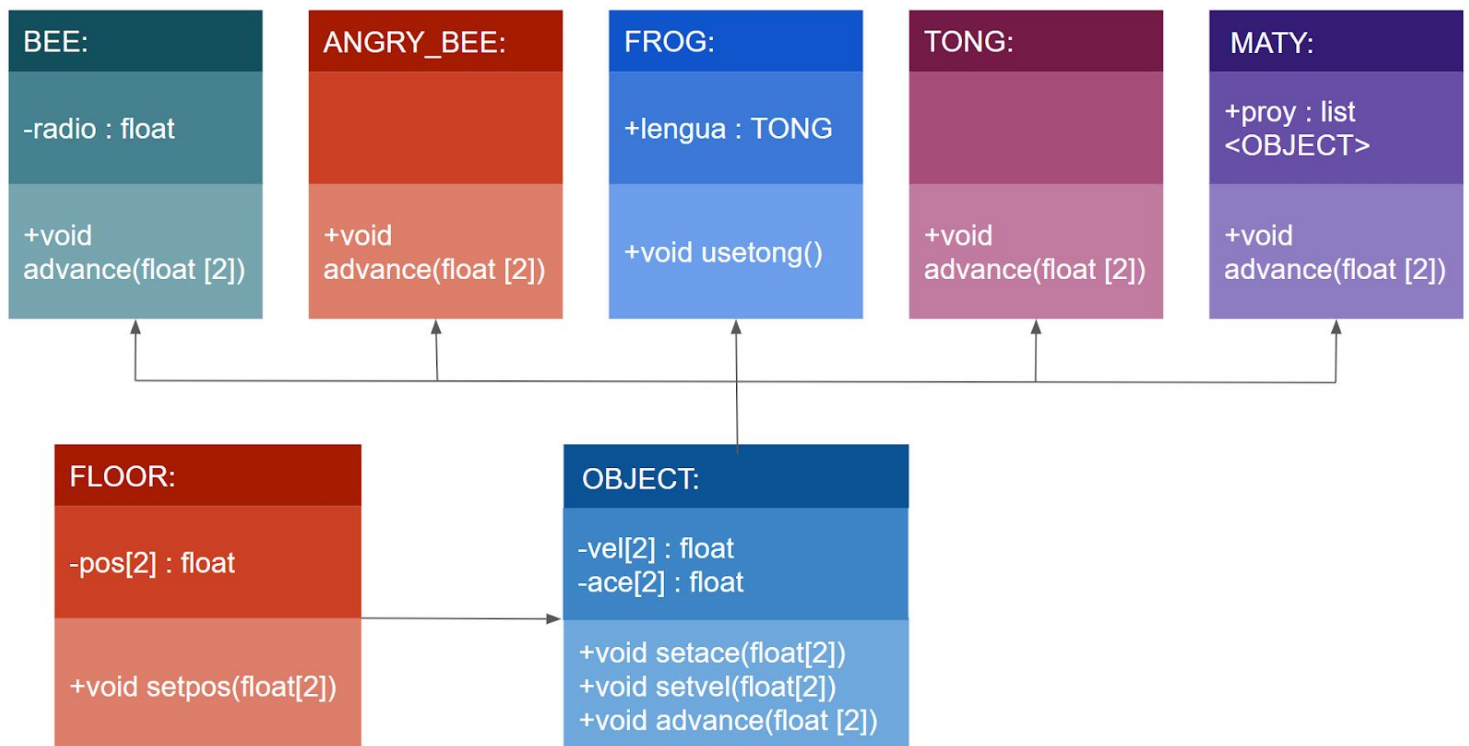 BEE:
-radio : float
+void
advance(float [2])
ANGRY_BEE:
+void
advance(float [2])
FROG:
+lengua : TONG
+void usetong()
TONG:
+void
advance(float [2])
MATY:
+proy : list
<OBJECT>
+void
advance(float [2])
FLOOR:
-pos[2] : float
+void setpos(float[2])
OBJECT:
-vel[2] : float
-ace[2] : float
+void setace(float[2])
+void setvel(float[2])
+void advance(float [2])